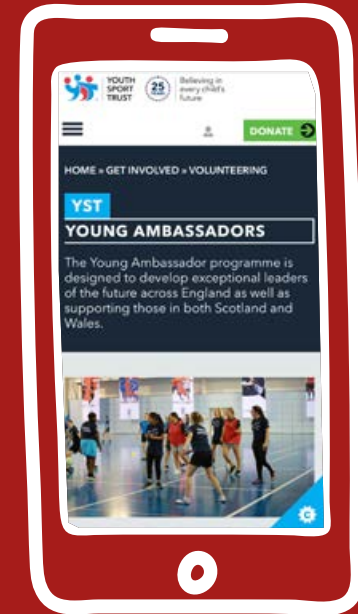 YOUTH
SPORT
TRUST
25
YEARS
Believing in
every child's
future
DONATE
HOME » GET INVOLVED » VOLUNTEERING
YST
YOUNG AMBASSADORS
The Young Ambassador programme is
designed to develop exceptional leaders
of the future across England as well as
supporting those in both Scotland and
Wales.
C